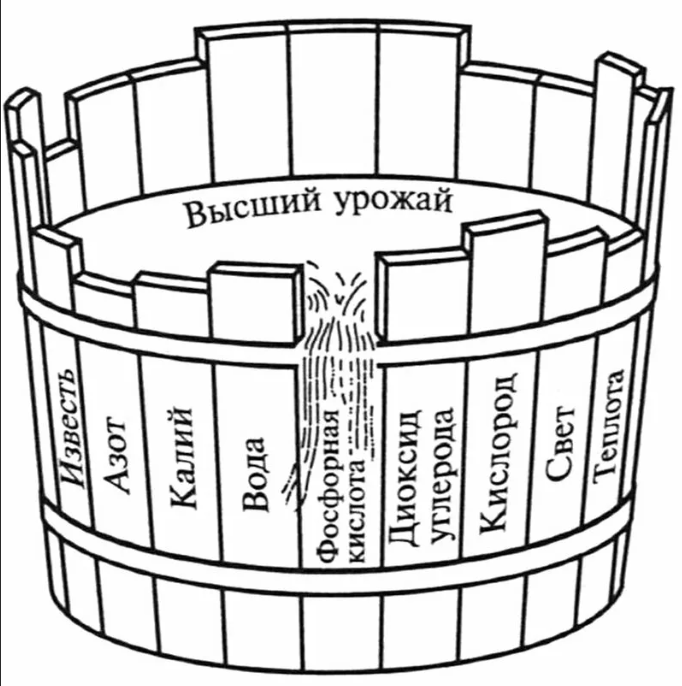 Высший урожай
Известь
Азот
Калий
Вода
Фосфорная
кислота
Диоксид
углерода
Кислород
Свет
Теплота